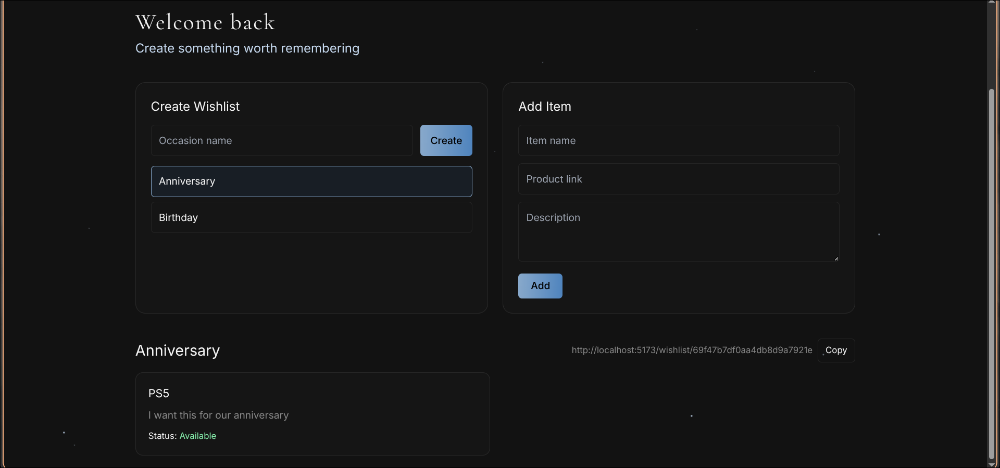 Welcome back
Create something worth remembering
Create Wishlist
Occasion name
Create
Anniversary
Birthday
Add Item
Item name
Product link
Description
Add
Anniversary
http://localhost:5173/wishlist/69f47b7df0aa4db8d9a7921e
Copy
PS5
I want this for our anniversary
Status: Available